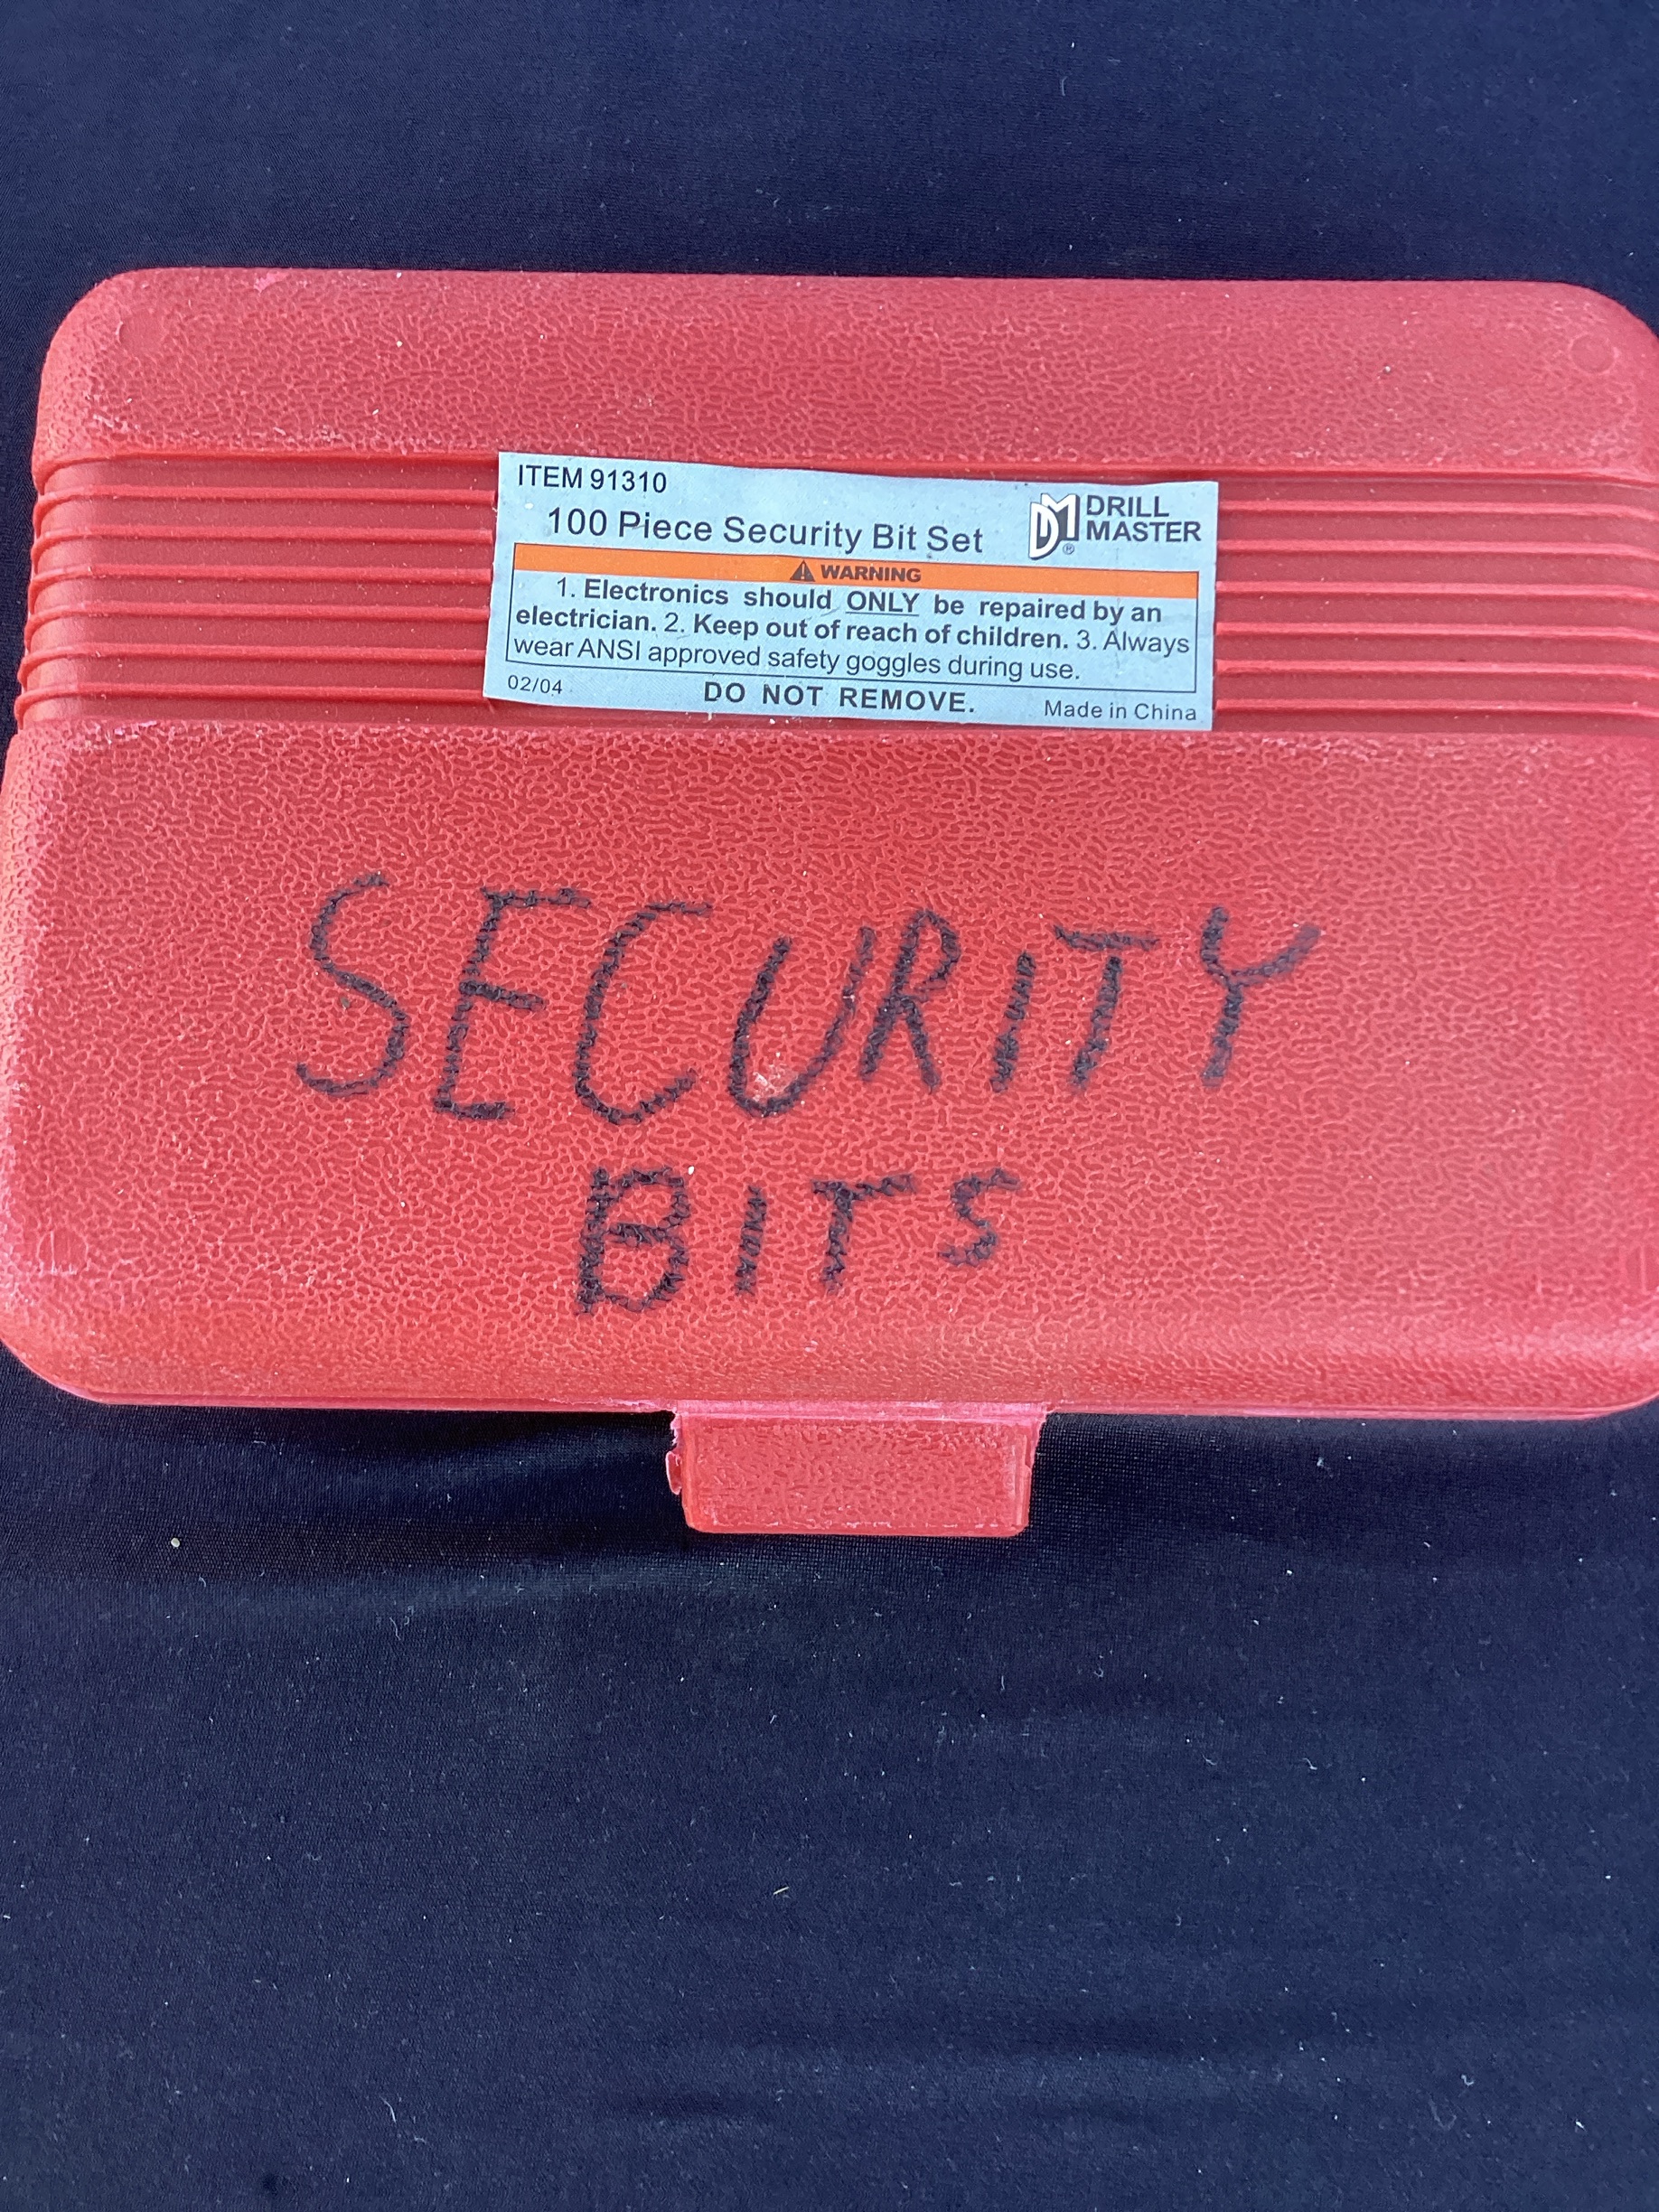 ITEM 91310
100 Piece Security Bit Set
DM® DRILL
MASTER
WARNING
1. Electronics should ONLY be repaired by an
electrician. 2. Keep out of reach of children. 3. Always
wear ANSI approved safety goggles during use.
02/04 DO NOT REMOVE. Made in China
SECURITY
BITS